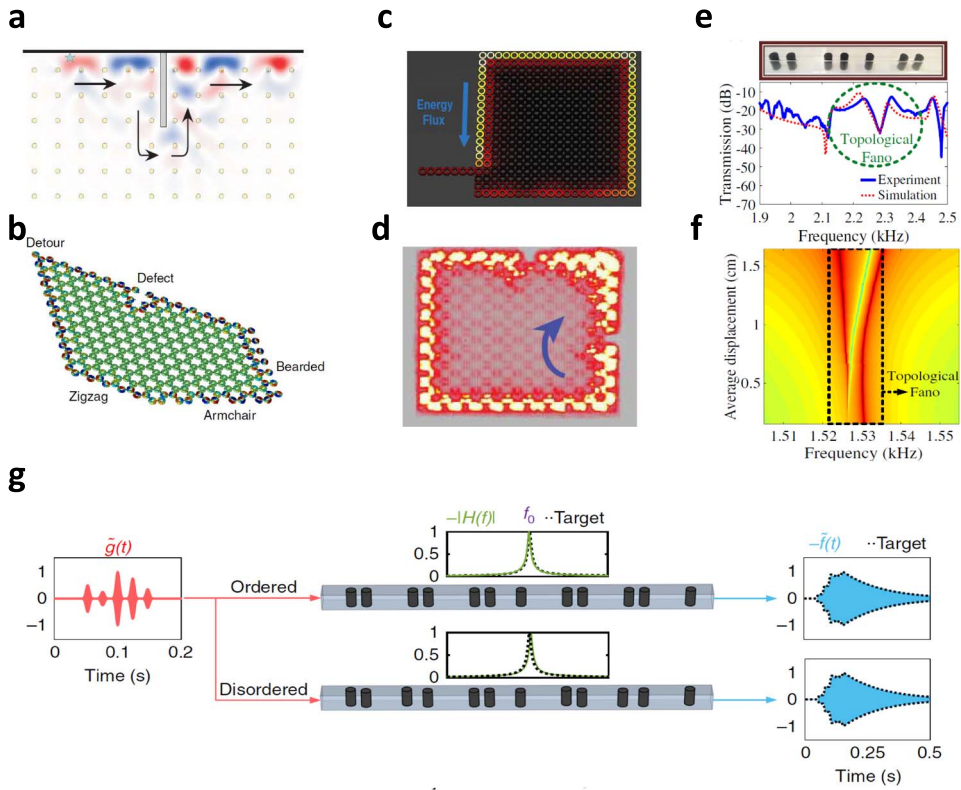 a
b
Detour
Defect
Bearded
Zigzag
Armchair
c
Energy
Flux
d
e
Transmission (dB)
-10
-20
-30
-40
-50
-60
-70
Topological
Fano
Experiment
Simulation
1.9 2 2.1 2.2 2.3 2.4 2.5
Frequency (kHz)
f
Average displacement (cm)
1.5
1
0.5
Topological
Fano
1.51 1.52 1.53 1.54 1.55
Frequency (kHz)
g
g̃(t)
1
0
−1
0 0.1 0.2
Time (s)
Ordered
Disordered
–|H(f)| f₀ ··Target
1
0.5
0
1
0.5
0
–f̃(t) ··Target
1
0
−1
1
0
−1
0 0.25 0.5
Time (s)